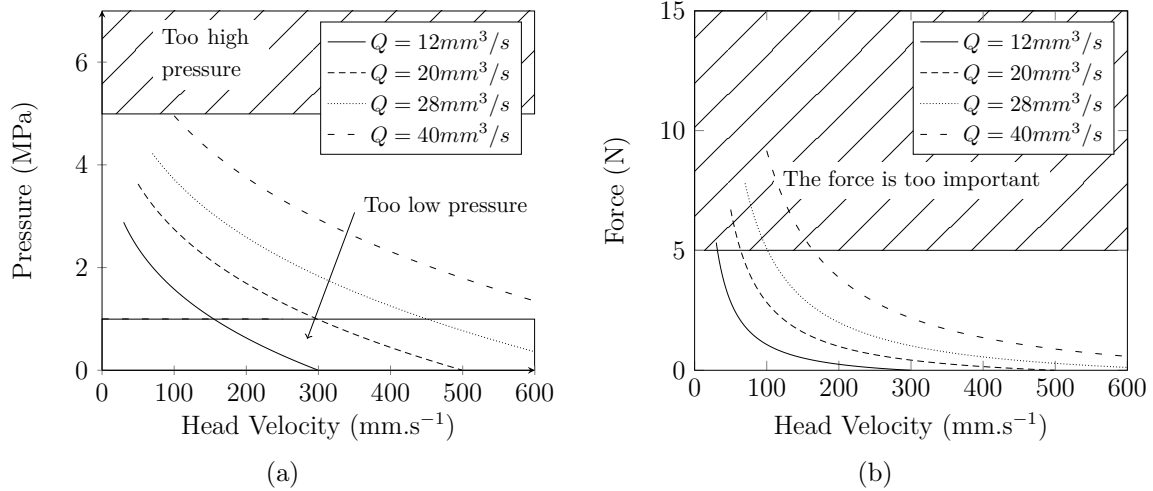 Too high
pressure
Q = 12mm³/s
Q = 20mm³/s
Q = 28mm³/s
Q = 40mm³/s
Too low pressure
Pressure (MPa)
0
2
4
6
0 100 200 300 400 500 600
Head Velocity (mm.s⁻¹)
(a)
Q = 12mm³/s
Q = 20mm³/s
Q = 28mm³/s
Q = 40mm³/s
The force is too important
Force (N)
15
10
5
0
0 100 200 300 400 500 600
Head Velocity (mm.s⁻¹)
(b)